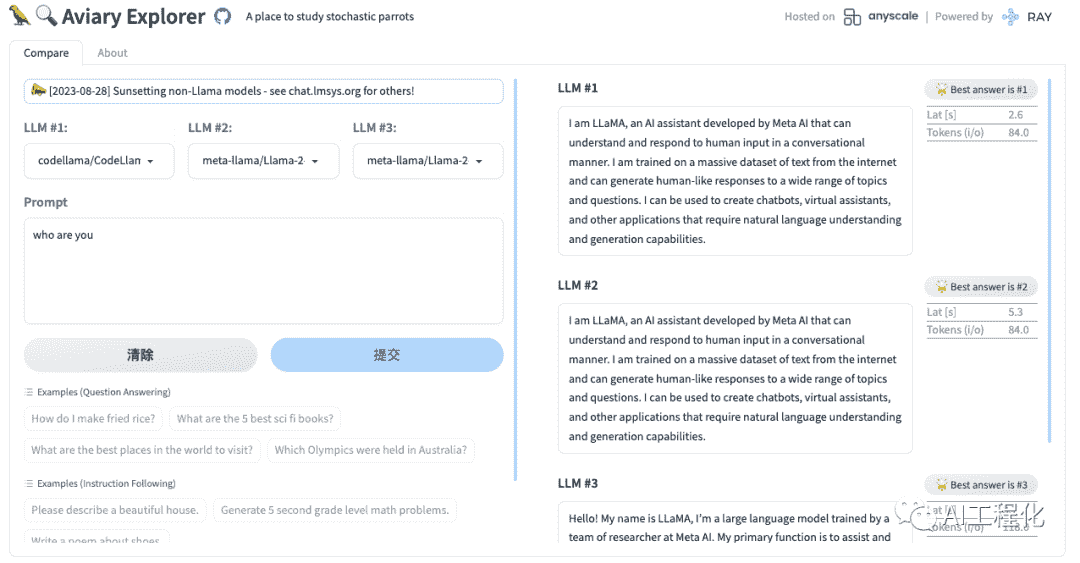 Aviary Explorer
A place to study stochastic parrots
Hosted on anyscale | Powered by RAY
Compare
About
[2023-08-28] Sunsetting non-Llama models - see chat.lmsys.org for others!
LLM #1:
LLM #2:
LLM #3:
codellama/CodeLlan
meta-llama/Llama-2-
meta-llama/Llama-2
Prompt
who are you
清除
提交
Examples (Question Answering)
How do I make fried rice?
What are the 5 best sci fi books?
What are the best places in the world to visit?
Which Olympics were held in Australia?
Examples (Instruction Following)
Please describe a beautiful house.
Generate 5 second grade level math problems.
Write a poem about shoes.
LLM #1
I am LLaMA, an AI assistant developed by Meta AI that can
understand and respond to human input in a conversational
manner. I am trained on a massive dataset of text from the internet
and can generate human-like responses to a wide range of topics
and questions. I can be used to create chatbots, virtual assistants,
and other applications that require natural language understanding
and generation capabilities.
Best answer is #1
Lat [s] 2.6
Tokens (i/o) 84.0
LLM #2
I am LLaMA, an AI assistant developed by Meta AI that can
understand and respond to human input in a conversational
manner. I am trained on a massive dataset of text from the internet
and can generate human-like responses to a wide range of topics
and questions. I can be used to create chatbots, virtual assistants,
and other applications that require natural language understanding
and generation capabilities.
Best answer is #2
Lat [s] 5.3
Tokens (i/o) 84.0
LLM #3
Hello! My name is LLaMA, I'm a large language model trained by a
team of researcher at Meta AI. My primary function is to assist and
Best answer is #3
Tokens (i/o) 118.0
AI工程化